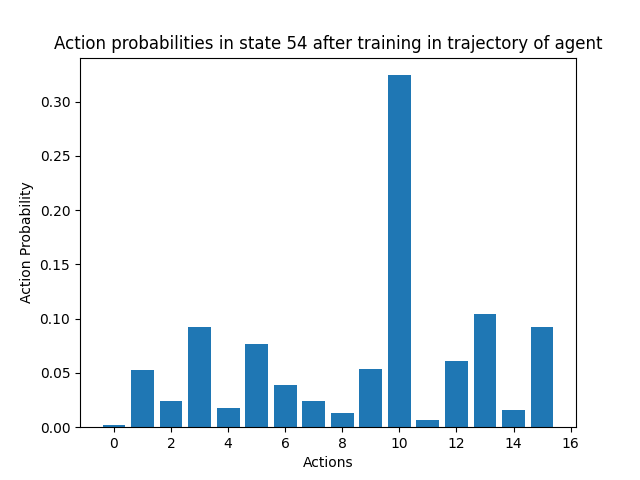 Action probabilities in state 54 after training in trajectory of agent
0.30
0.25
0.20
0.15
0.10
0.05
0.00
Action Probability
0 2 4 6 8 10 12 14 16
Actions